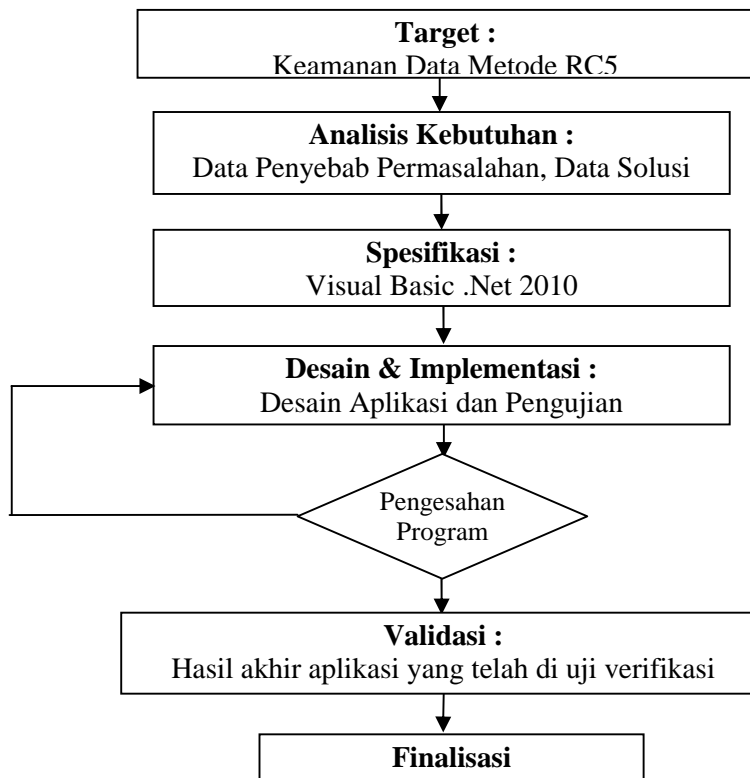 Target :
Keamanan Data Metode RC5
Analisis Kebutuhan :
Data Penyebab Permasalahan, Data Solusi
Spesifikasi :
Visual Basic .Net 2010
Desain & Implementasi :
Desain Aplikasi dan Pengujian
Pengesahan
Program
Validasi :
Hasil akhir aplikasi yang telah di uji verifikasi
Finalisasi